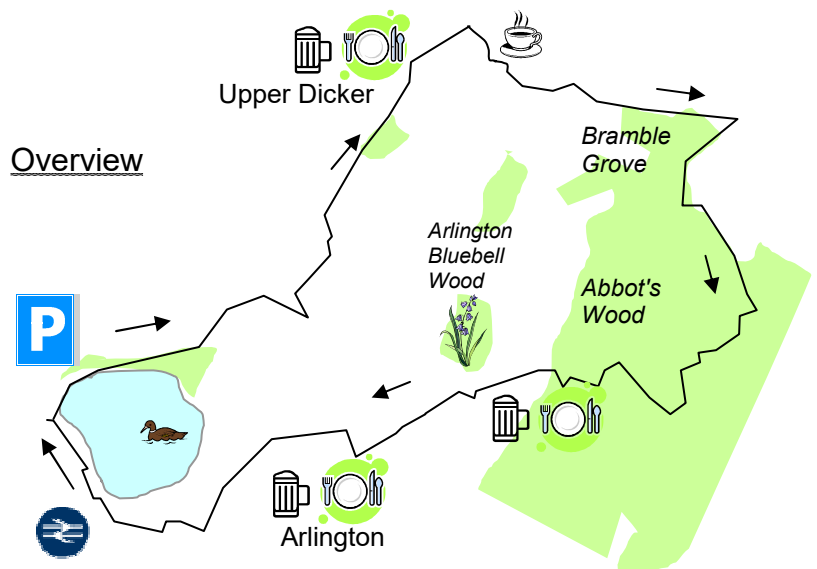 Upper Dicker
Overview
Bramble
Grove
Arlington
Bluebell
Wood
Abbot's
Wood
P
Arlington